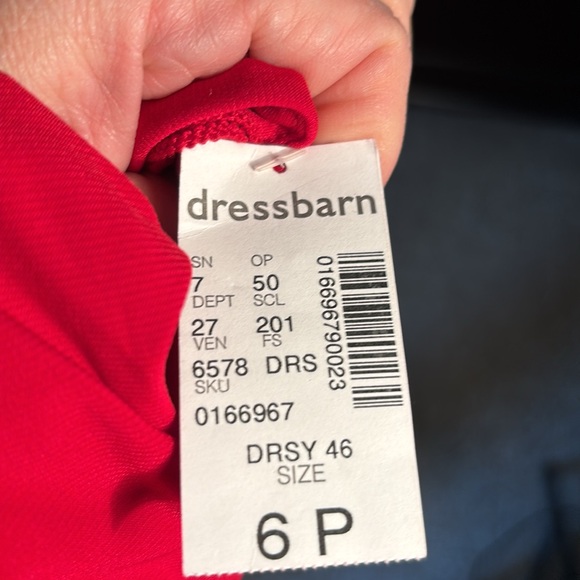 dressbarn
SN OP
7 50
DEPT SCL
27 201
VEN FS
6578 DRS
SKU
0166967
016696790023
DRSY 46
SIZE
6 P